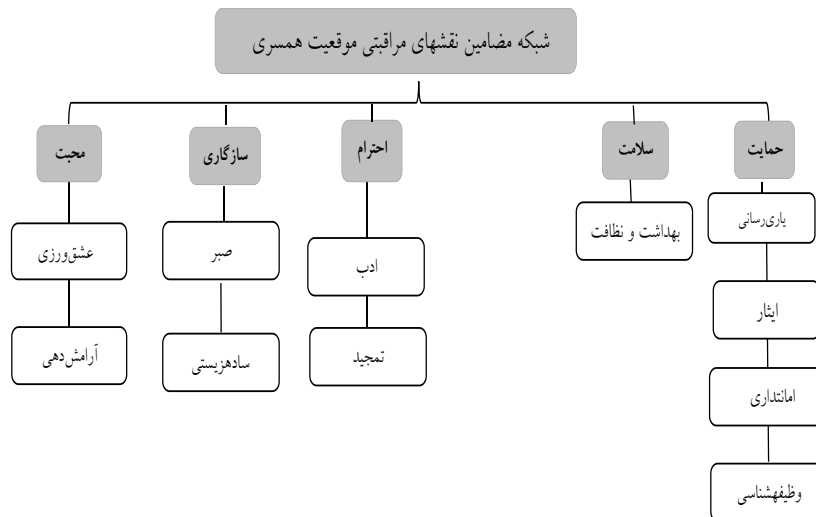 شبکه مضامین نقشهای مراقبتی موقعیت همسری
حمایت
یاری‌رسانی
ایثار
امانتداری
وظیفهشناسی
سلامت
بهداشت و نظافت
احترام
ادب
تمجید
سازگاری
صبر
سادهزیستی
محبت
عشق‌ورزی
آرامش‌دهی